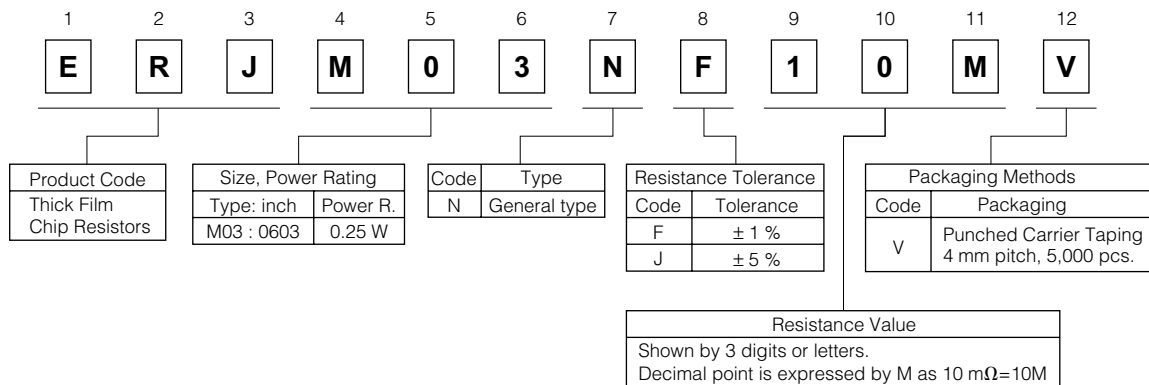 1 2 3 4 5 6 7 8 9 10 11 12
E R J M 0 3 N F 1 0 M V
Product Code
Thick Film
Chip Resistors
Size, Power Rating
Type: inch Power R.
M03 : 0603 0.25 W
Code Type
N General type
Resistance Tolerance
Code Tolerance
F ± 1 %
J ± 5 %
Packaging Methods
Code Packaging
V Punched Carrier Taping
4 mm pitch, 5,000 pcs.
Resistance Value
Shown by 3 digits or letters.
Decimal point is expressed by M as 10 mΩ=10M